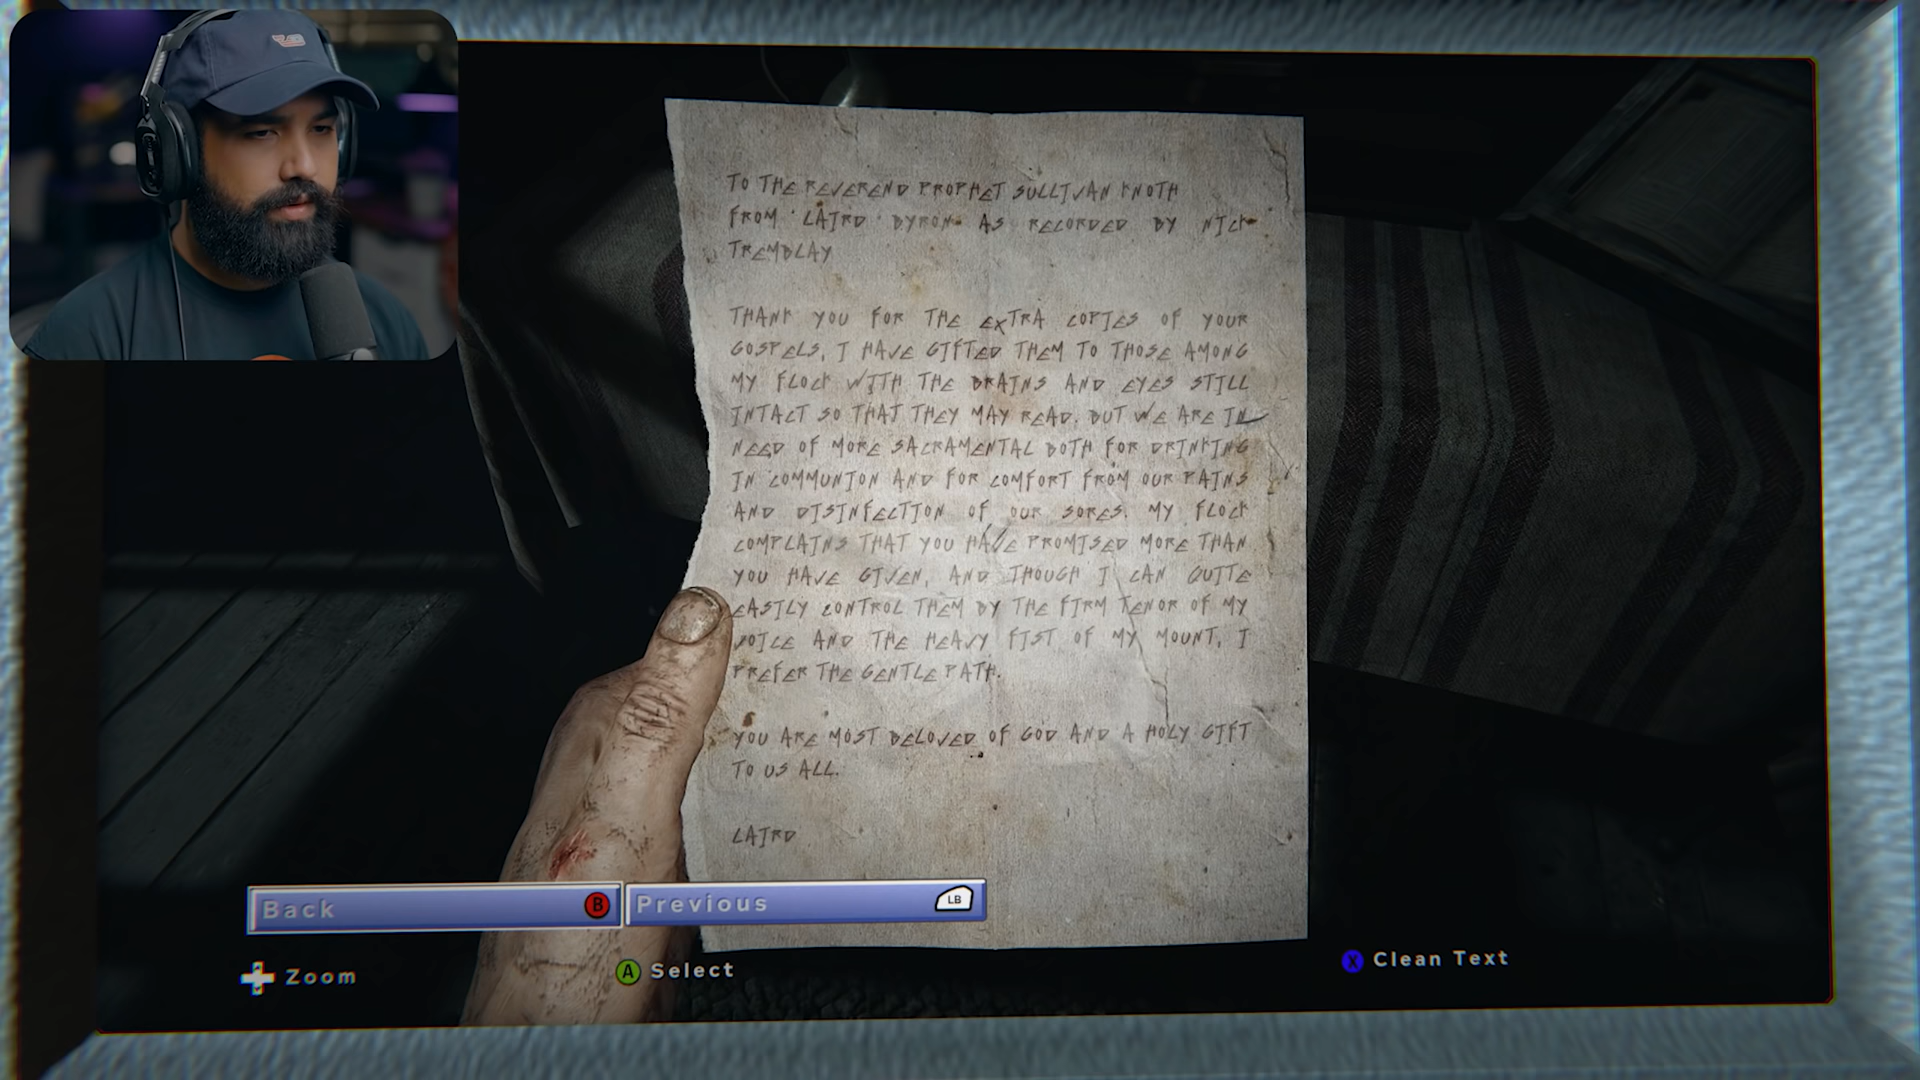 TO THE REVEREND PROPHET SULLIVAN KNOTH
FROM LAIRD BYRON AS RECORDED BY NICK
TREMBLAY
THANK YOU FOR THE EXTRA COPIES OF YOUR
GOSPELS, I HAVE GIFTED THEM TO THOSE AMONG
MY FLOCK WITH THE BRAINS AND EYES STILL
INTACT SO THAT THEY MAY READ. BUT WE ARE IN
NEED OF MORE SACRAMENTAL BOTH FOR DRINKING
IN COMMUNION AND FOR COMFORT FROM OUR PAINS
AND DISINFECTION OF OUR SORES. MY FLOCK
COMPLAINS THAT YOU HAVE PROMISED MORE THAN
YOU HAVE GIVEN, AND THOUGH I CAN QUITE
EASILY CONTROL THEM BY THE FIRM TENOR OF MY
VOICE AND THE HEAVY FIST OF MY MOUNT, I
PREFER THE GENTLE PATH.
YOU ARE MOST BELOVED OF GOD AND A HOLY GIFT
TO US ALL.
LAIRD
Back B Previous LB
Zoom A Select X Clean Text